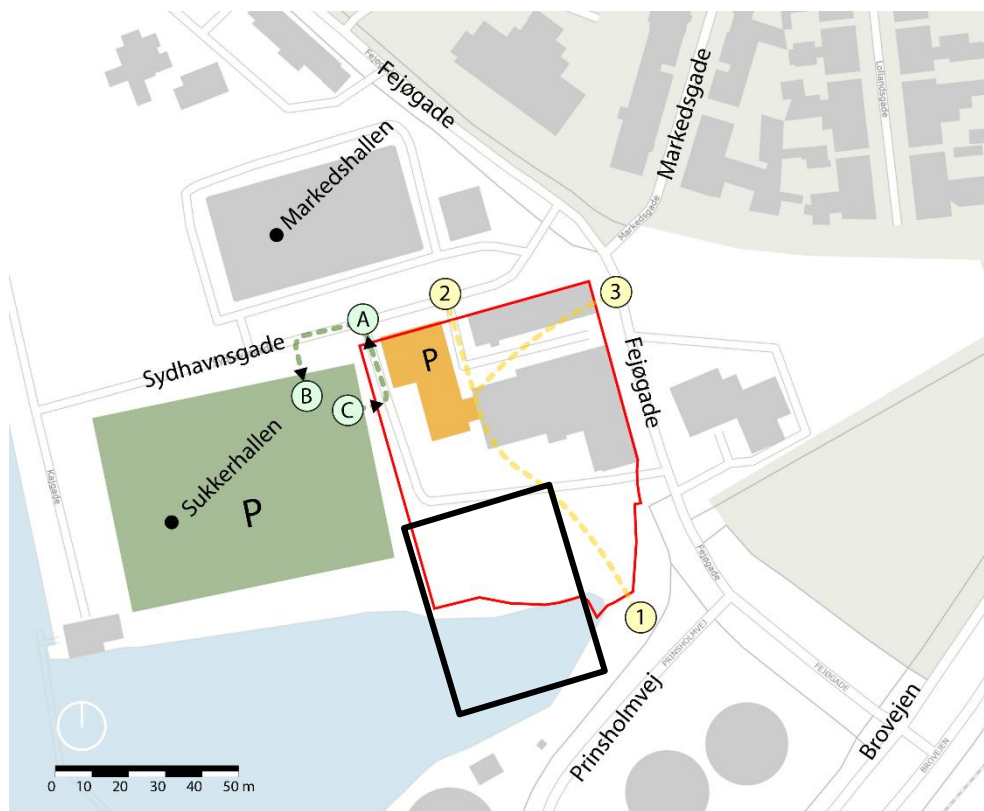 Fejø
Fejøgade
Markedsgade
Lollandsgade
Markedshallen
Markedsgade
2
3
A
Sydhavnsgade
P
Fejøgade
B
C
Kajgade
Sukkerhallen
P
Fejøgade
1
PRINSHOLMVEJ
Prinsholmvej
FEJØGADE
Brovejen
BROVEJEN
0 10 20 30 40 50 m